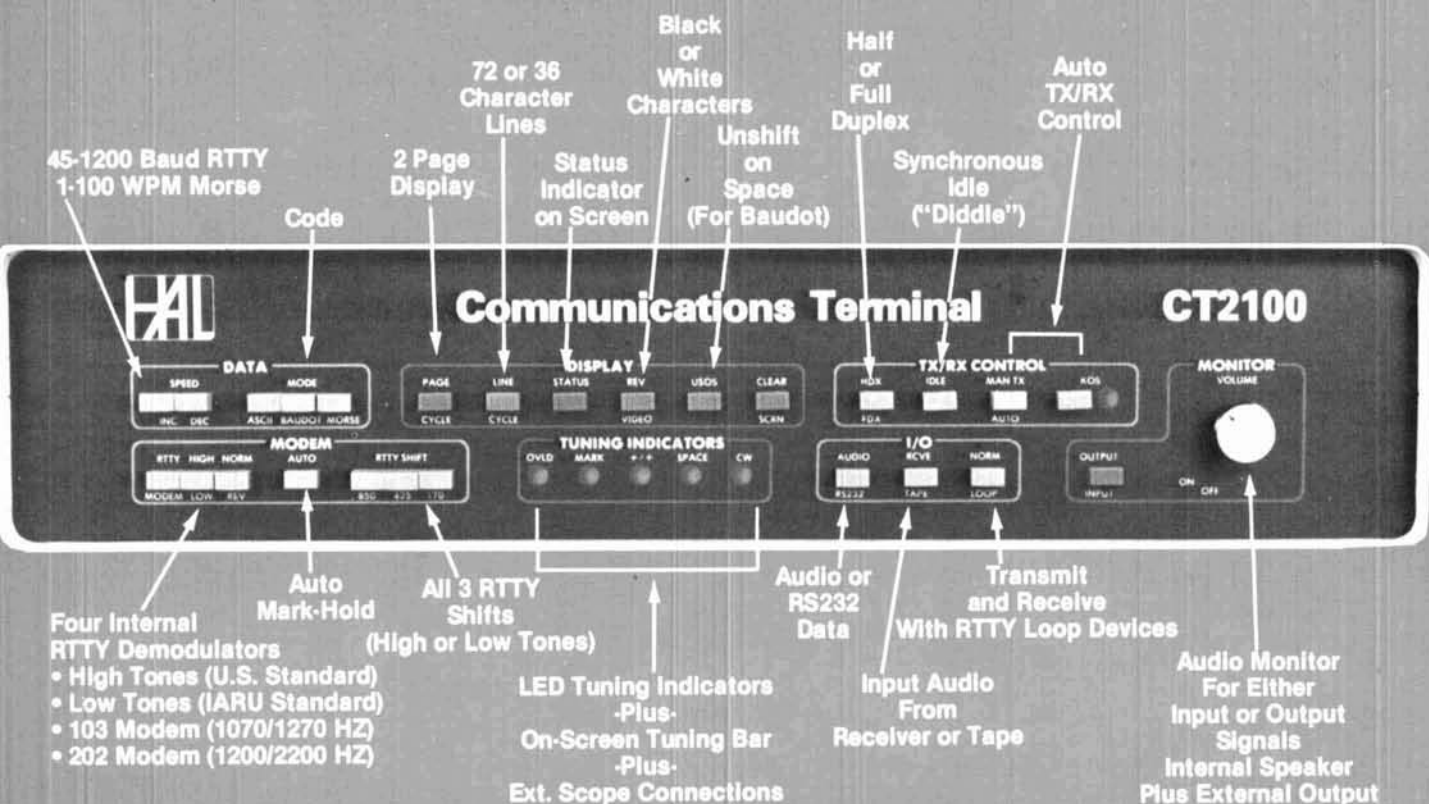 Black
or
White
Characters
Half
or
Full
Duplex
72 or 36
Character
Lines
Auto
TX/RX
Control
45-1200 Baud RTTY
1-100 WPM Morse
2 Page
Display
Status
Indicator
on Screen
Unshift
on
Space
(For Baudot)
Synchronous
Idle
("Diddle")
Code
HAL
Communications Terminal
CT2100
DATA
SPEED
MODE
INC DEC
ASCII BAUDOT MORSE
DISPLAY
PAGE LINE STATUS REV USOS CLEAR
CYCLE CYCLE VIDEO SCRN
TX/RX CONTROL
HDX IDLE MAN TX KOS
FDX AUTO
MONITOR
VOLUME
ON
OFF
OUTPUT
INPUT
MODEM
RTTY HIGH NORM AUTO RTTY SHIFT
MODEM LOW REV 850 425 170
TUNING INDICATORS
OVLD MARK +/+ SPACE CW
I/O
AUDIO RCVE NORM
RS232 TAPE LOOP
Four Internal
RTTY Demodulators
• High Tones (U.S. Standard)
• Low Tones (IARU Standard)
• 103 Modem (1070/1270 HZ)
• 202 Modem (1200/2200 HZ)
Auto
Mark-Hold
All 3 RTTY
Shifts
(High or Low Tones)
LED Tuning Indicators
-Plus-
On-Screen Tuning Bar
-Plus-
Ext. Scope Connections
Audio or
RS232
Data
Input Audio
From
Receiver or Tape
Transmit
and Receive
With RTTY Loop Devices
Audio Monitor
For Either
Input or Output
Signals
Internal Speaker
Plus External Output